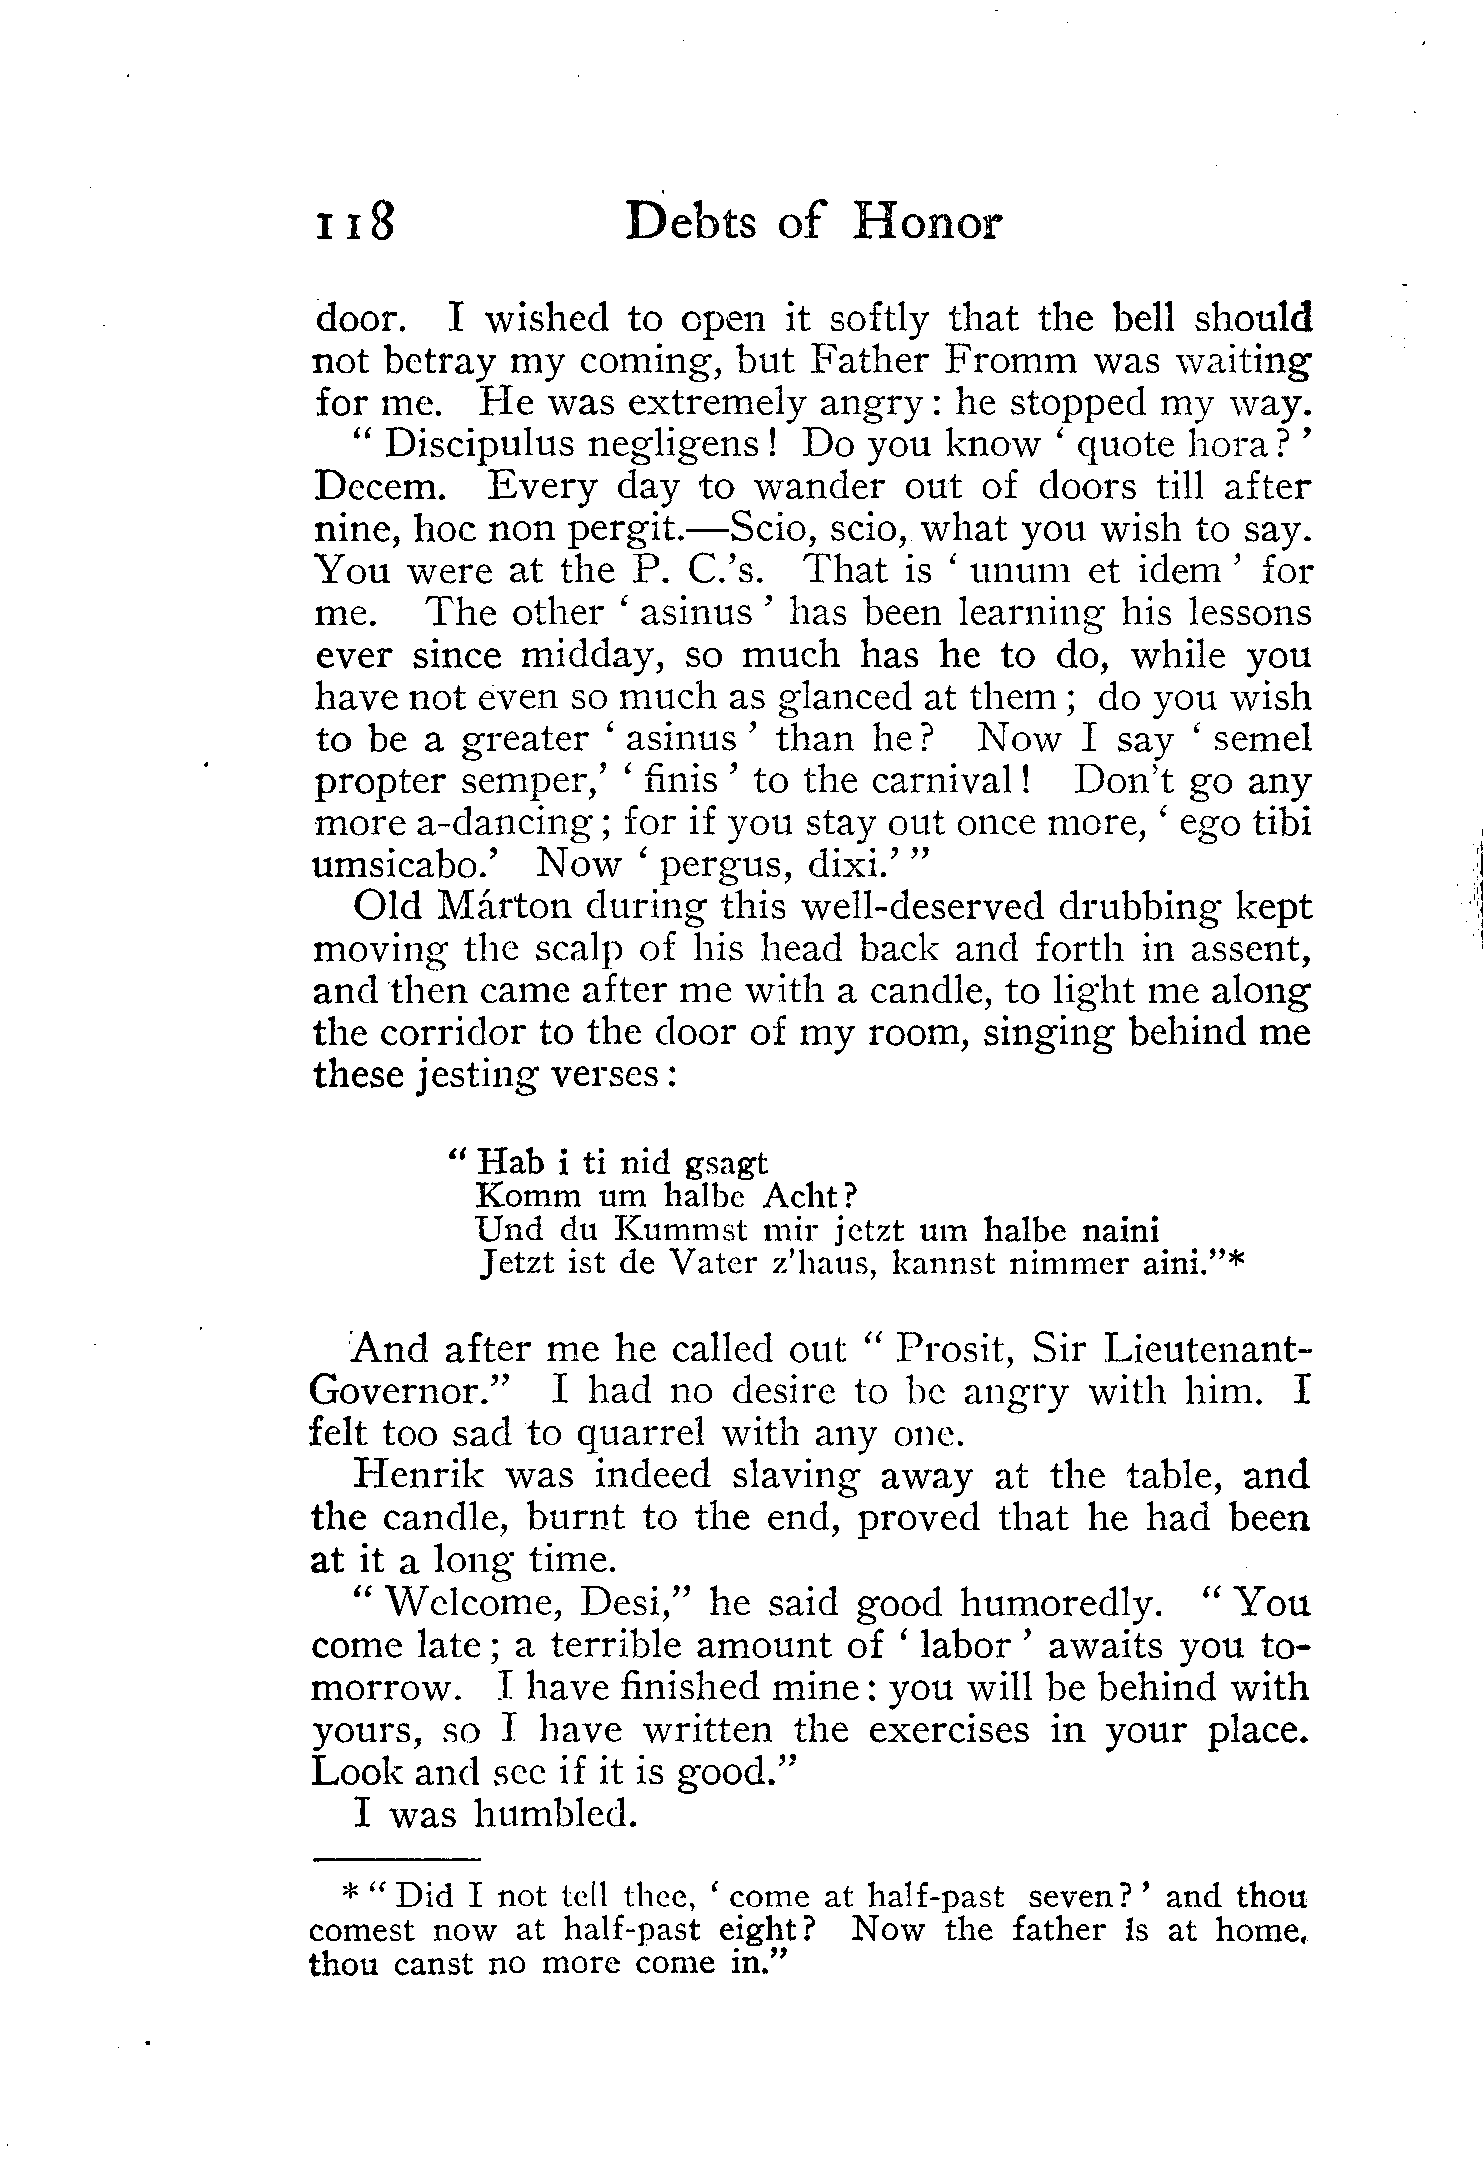 118 Debts of Honor
door. I wished to open it softly that the bell should
not betray my coming, but Father Fromm was waiting
for me. He was extremely angry: he stopped my way.
“ Discipulus negligens! Do you know ‘ quote hora? ’
Decem. Every day to wander out of doors till after
nine, hoc non pergit.—Scio, scio, what you wish to say.
You were at the P. C.’s. That is ‘ unum et idem ’ for
me. The other ‘ asinus ’ has been learning his lessons
ever since midday, so much has he to do, while you
have not even so much as glanced at them; do you wish
to be a greater ‘ asinus ’ than he? Now I say ‘ semel
propter semper,’ ‘ finis ’ to the carnival! Don’t go any
more a-dancing; for if you stay out once more, ‘ ego tibi
umsicabo.’ Now ‘ pergus, dixi.’ ”
Old Márton during this well-deserved drubbing kept
moving the scalp of his head back and forth in assent,
and then came after me with a candle, to light me along
the corridor to the door of my room, singing behind me
these jesting verses:
“ Hab i ti nid gsagt
Komm um halbe Acht?
Und du Kummst mir jetzt um halbe naini
Jetzt ist de Vater z’haus, kannst nimmer aini.”*
And after me he called out “ Prosit, Sir Lieutenant-
Governor.” I had no desire to be angry with him. I
felt too sad to quarrel with any one.
Henrik was indeed slaving away at the table, and
the candle, burnt to the end, proved that he had been
at it a long time.
“ Welcome, Desi,” he said good humoredly. “ You
come late; a terrible amount of ‘ labor ’ awaits you to-
morrow. I have finished mine: you will be behind with
yours, so I have written the exercises in your place.
Look and see if it is good.”
I was humbled.
* “ Did I not tell thee, ‘ come at half-past seven? ’ and thou
comest now at half-past eight? Now the father is at home,
thou canst no more come in.”